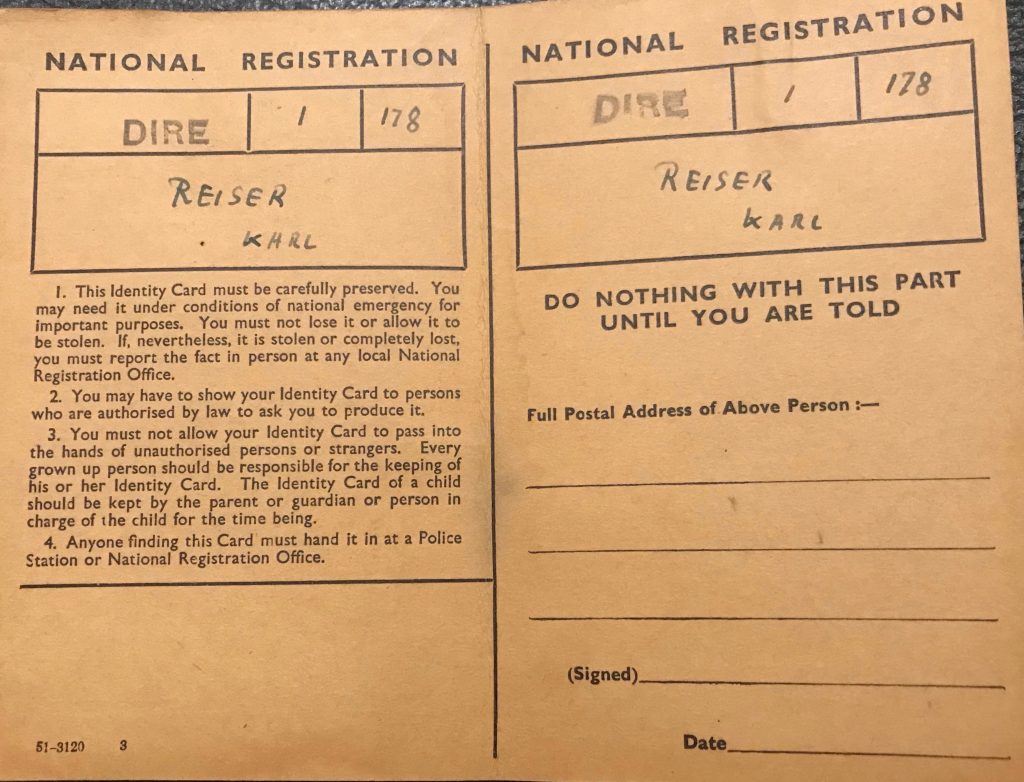 NATIONAL REGISTRATION
DIRE 1 178
REISER
KARL
1. This Identity Card must be carefully preserved. You
may need it under conditions of national emergency for
important purposes. You must not lose it or allow it to
be stolen. If, nevertheless, it is stolen or completely lost,
you must report the fact in person at any local National
Registration Office.
2. You may have to show your Identity Card to persons
who are authorised by law to ask you to produce it.
3. You must not allow your Identity Card to pass into
the hands of unauthorised persons or strangers. Every
grown up person should be responsible for the keeping of
his or her Identity Card. The Identity Card of a child
should be kept by the parent or guardian or person in
charge of the child for the time being.
4. Anyone finding this Card must hand it in at a Police
Station or National Registration Office.
51-3120 3
NATIONAL REGISTRATION
DIRE 1 178
REISER
KARL
DO NOTHING WITH THIS PART
UNTIL YOU ARE TOLD
Full Postal Address of Above Person :—
(Signed)
Date